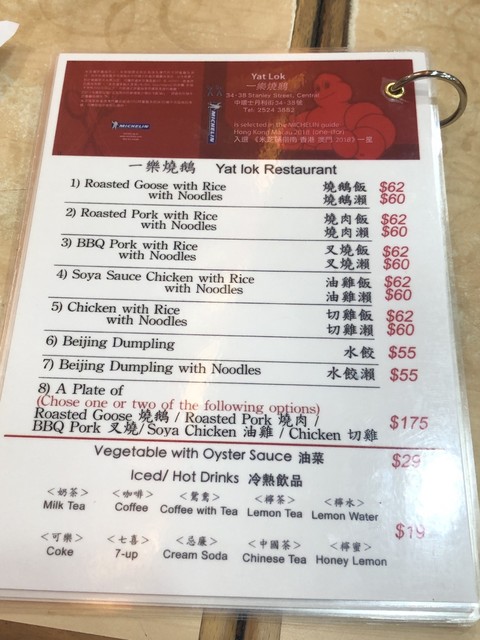 Yat Lok
一樂燒鵝
34-38 Stanley Street, Central
中環士丹利街34-38號
Tel: 2524 3882
is selected in the MICHELIN guide
Hong Kong Macau 2018 (one star)
入選《米芝蓮指南 香港 澳門 2018》一星
MICHELIN
MICHELIN
一樂燒鵝 Yat lok Restaurant
1) Roasted Goose with Rice 燒鵝飯 $62
with Noodles 燒鵝瀨 $60
2) Roasted Pork with Rice 燒肉飯 $62
with Noodles 燒肉瀨 $60
3) BBQ Pork with Rice 叉燒飯 $62
with Noodles 叉燒瀨 $60
4) Soya Sauce Chicken with Rice 油雞飯 $62
with Noodles 油雞瀨 $60
5) Chicken with Rice 切雞飯 $62
with Noodles 切雞瀨 $60
6) Beijing Dumpling 水餃 $55
7) Beijing Dumpling with Noodles 水餃瀨 $55
8) A Plate of
(Chose one or two of the following options)
Roasted Goose 燒鵝 / Roasted Pork 燒肉 /
BBQ Pork 叉燒/ Soya Chicken 油雞 / Chicken 切雞 $175
Vegetable with Oyster Sauce 油菜 $29
Iced/ Hot Drinks 冷熱飲品
＜奶茶＞ ＜咖啡＞ ＜鴛鴦＞ ＜檸茶＞ ＜檸水＞
Milk Tea Coffee Coffee with Tea Lemon Tea Lemon Water
$19
＜可樂＞ ＜七喜＞ ＜忌廉＞ ＜中國茶＞ ＜檸蜜＞
Coke 7-up Cream Soda Chinese Tea Honey Lemon